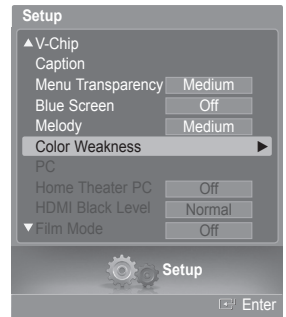 Setup
▲V-Chip
Caption
Menu Transparency Medium
Blue Screen Off
Melody Medium
Color Weakness ►
PC
Home Theater PC Off
HDMI Black Level Normal
▼Film Mode Off
Setup
Enter